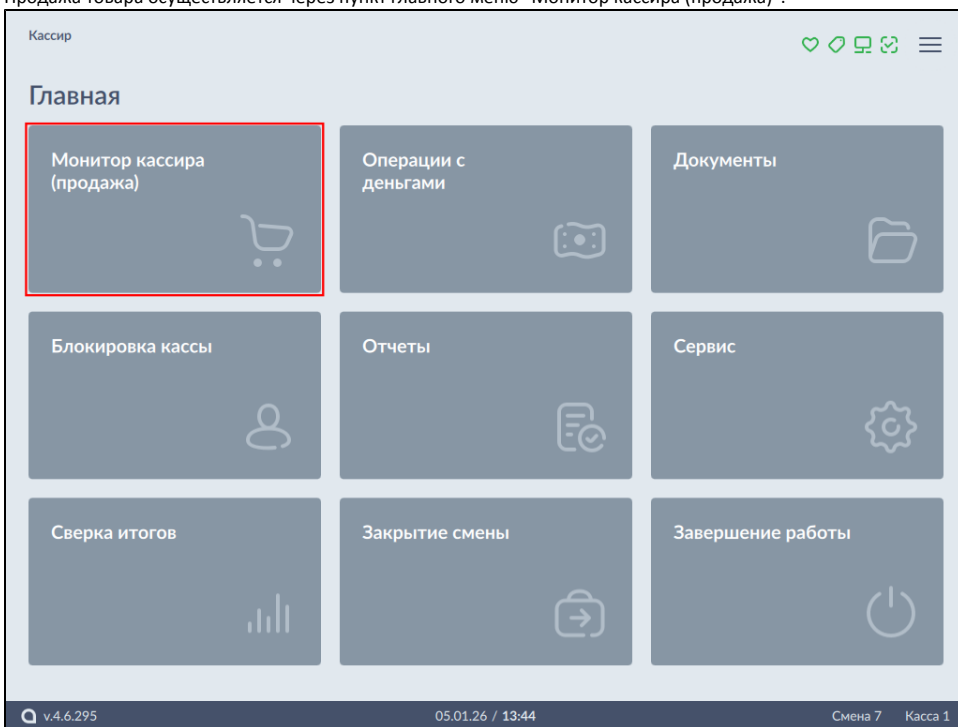 Продажа товара осуществляется через пункт главного меню "Монитор кассира (продажа)".
Кассир
Главная
Монитор кассира
(продажа)
Операции с
деньгами
Документы
Блокировка кассы
Отчеты
Сервис
Сверка итогов
Закрытие смены
Завершение работы
v.4.6.295
05.01.26 / 13:44
Смена 7
Касса 1